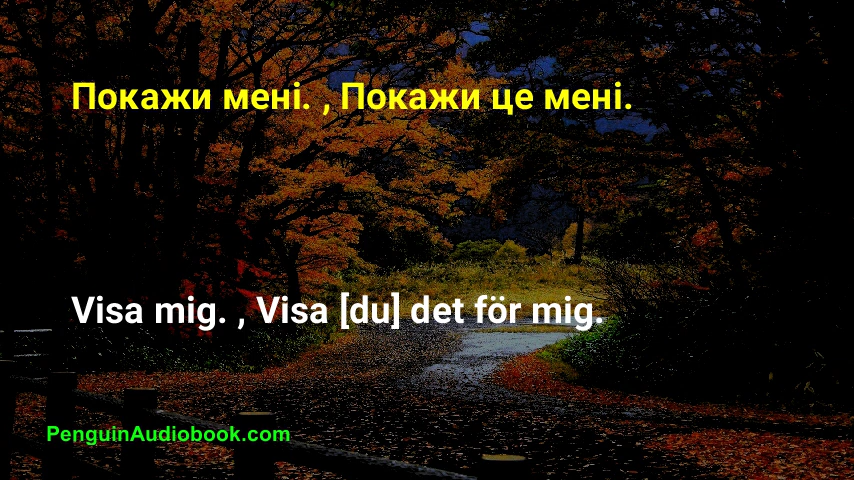 Покажи мені. , Покажи це мені.
Visa mig. , Visa [du] det för mig.
PenguinAudiobook.com